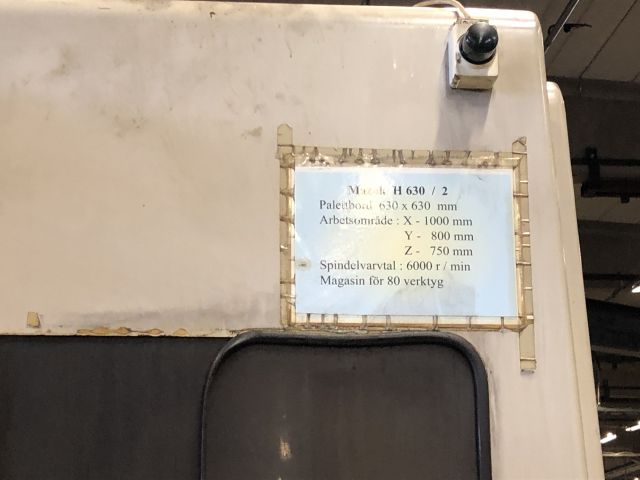 Mazak H 630 / 2
Palettbord 630 x 630 mm
Arbetsområde : X - 1000 mm
Y - 800 mm
Z - 750 mm
Spindelvarvtal : 6000 r / min
Magasin för 80 verktyg